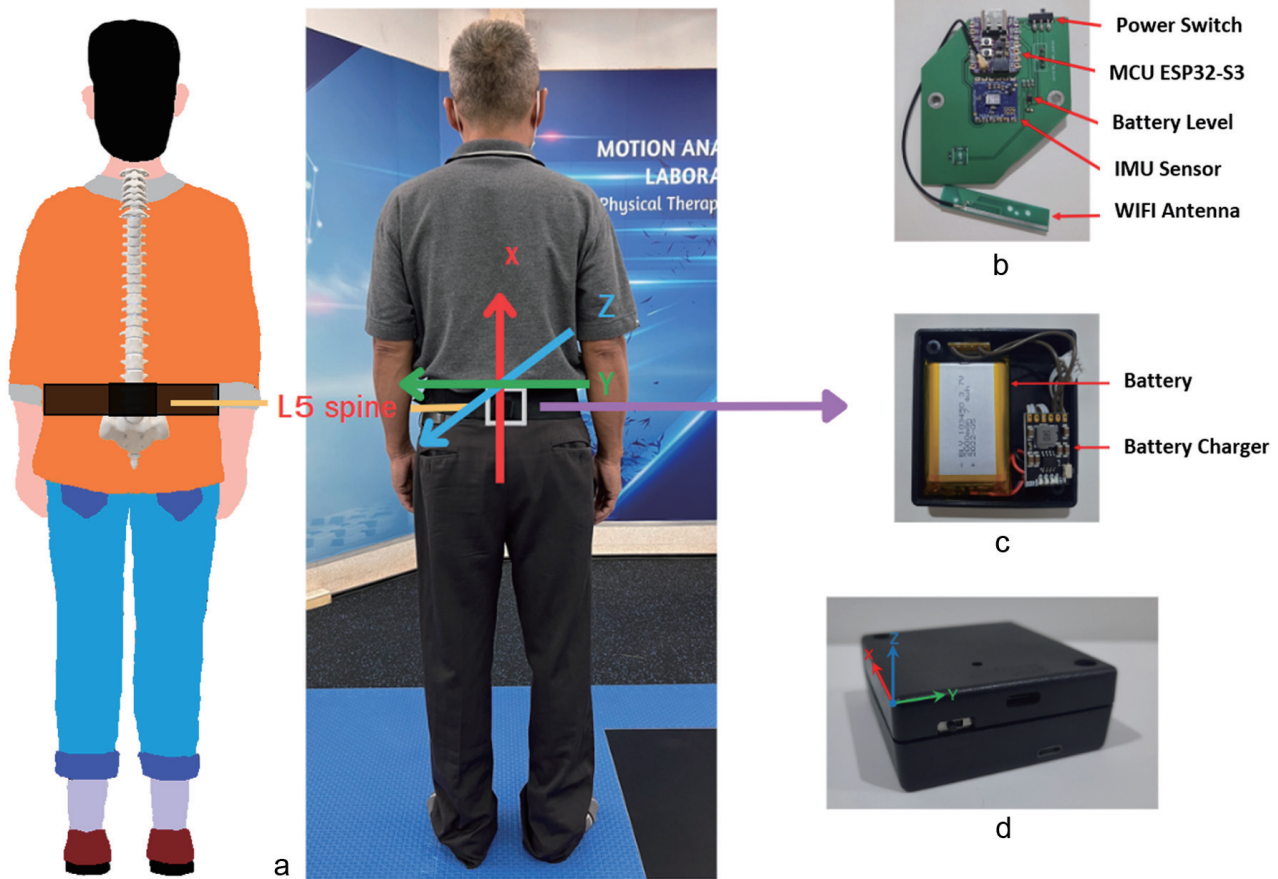 MOTION ANA
LABORA
Physical Therap
X
Z
Y
L5 spine
a
Power Switch
MCU ESP32-S3
Battery Level
IMU Sensor
WIFI Antenna
b
Battery
Battery Charger
c
X
Z
Y
d